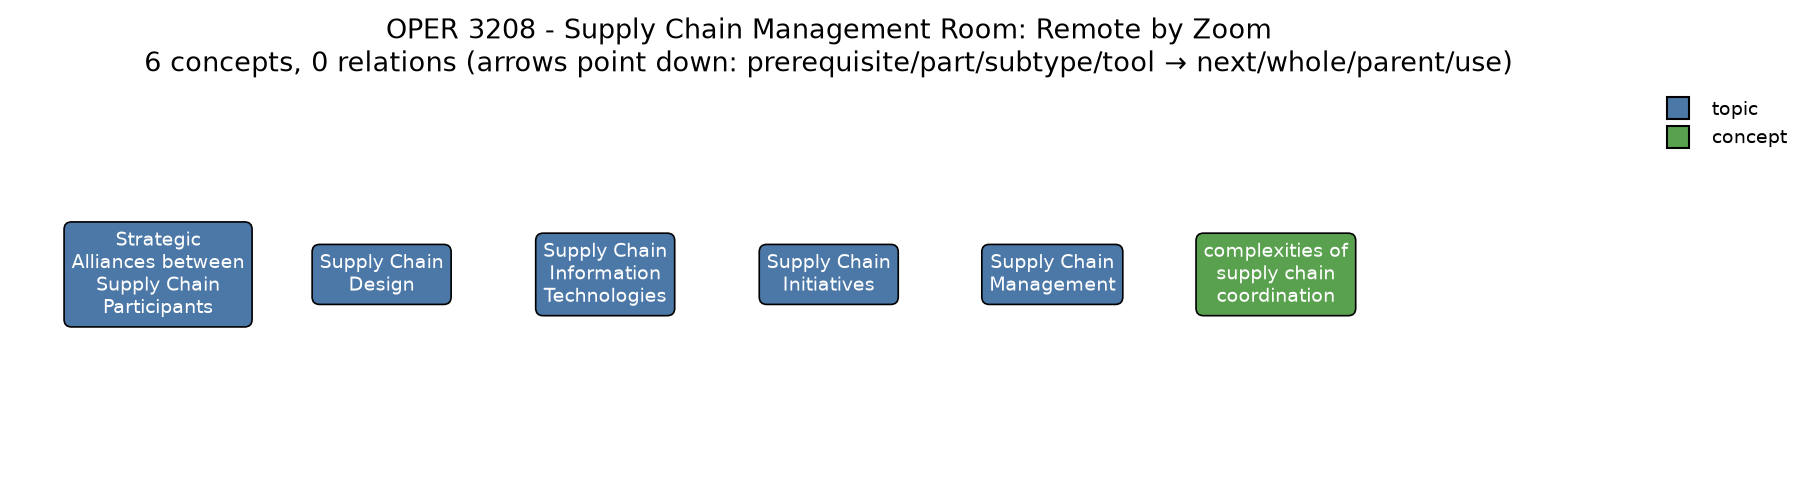 OPER 3208 - Supply Chain Management Room: Remote by Zoom
6 concepts, 0 relations (arrows point down: prerequisite/part/subtype/tool → next/whole/parent/use)
topic
concept
Strategic
Alliances between
Supply Chain
Participants
Supply Chain
Design
Supply Chain
Information
Technologies
Supply Chain
Initiatives
Supply Chain
Management
complexities of
supply chain
coordination